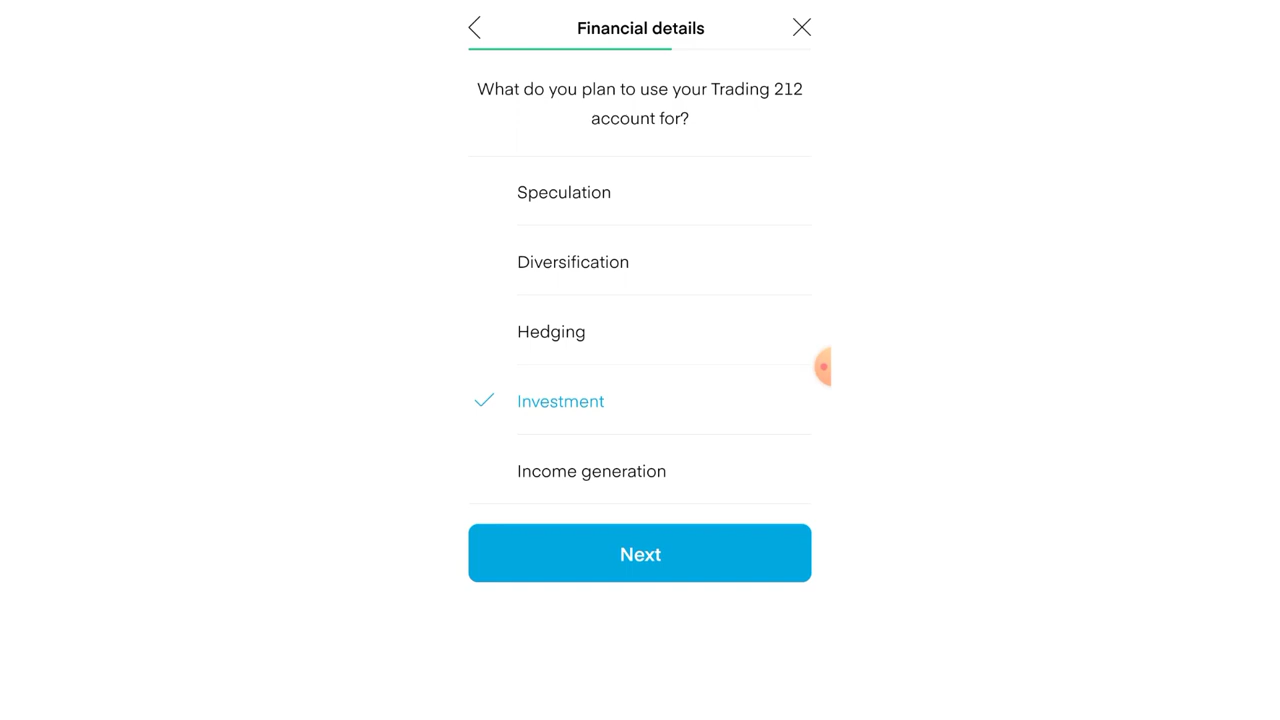 Financial details
What do you plan to use your Trading 212
account for?
Speculation
Diversification
Hedging
Investment
Income generation
Next